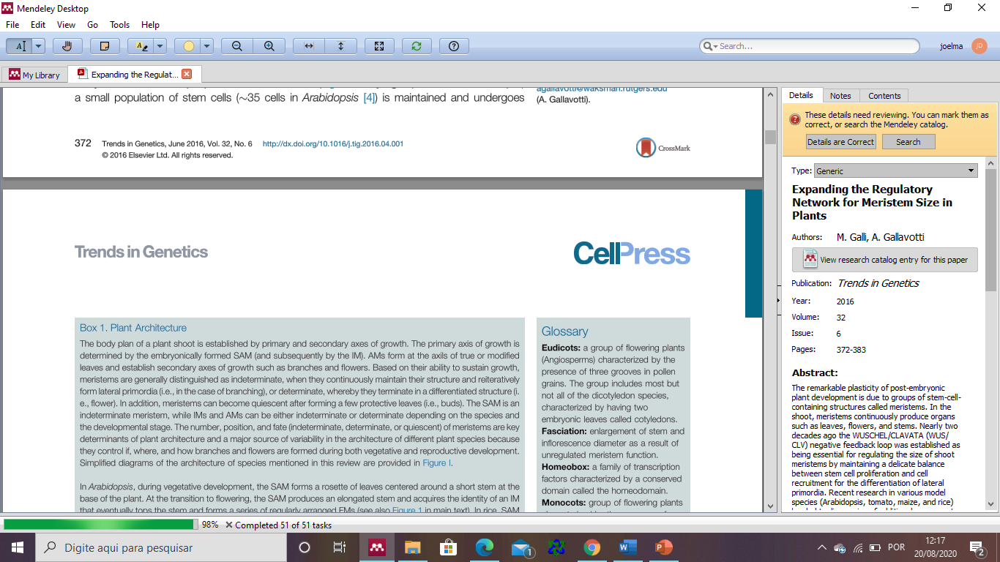 Mendeley Desktop
File Edit View Go Tools Help
Search...
joelma
JD
My Library
Expanding the Regulat...
a small population of stem cells (∼35 cells in Arabidopsis [4]) is maintained and undergoes
agallavotti@waksman.rutgers.edu
(A. Gallavotti).
372 Trends in Genetics, June 2016, Vol. 32, No. 6 http://dx.doi.org/10.1016/j.tig.2016.04.001
© 2016 Elsevier Ltd. All rights reserved.
CrossMark
Trends in Genetics
CellPress
Box 1. Plant Architecture
The body plan of a plant shoot is established by primary and secondary axes of growth. The primary axis of growth is
determined by the embryonically formed SAM (and subsequently by the IM). AMs form at the axils of true or modified
leaves and establish secondary axes of growth such as branches and flowers. Based on their ability to sustain growth,
meristems are generally distinguished as indeterminate, when they continuously maintain their structure and reiteratively
form lateral primordia (i.e., in the case of branching), or determinate, whereby they terminate in a differentiated structure (i.
e., flower). In addition, meristems can become quiescent after forming a few protective leaves (i.e., buds). The SAM is an
indeterminate meristem, while IMs and AMs can be either indeterminate or determinate depending on the species and
the developmental stage. The number, position, and fate (indeterminate, determinate, or quiescent) of meristems are key
determinants of plant architecture and a major source of variability in the architecture of different plant species because
they control if, where, and how branches and flowers are formed during both vegetative and reproductive development.
Simplified diagrams of the architecture of species mentioned in this review are provided in Figure I.
In Arabidopsis, during vegetative development, the SAM forms a rosette of leaves centered around a short stem at the
base of the plant. At the transition to flowering, the SAM produces an elongated stem and acquires the identity of an IM
that eventually tops the stem and forms a series of regularly arranged FMs (see also Figure 1 in main text). In rice, SAM
Glossary
Eudicots: a group of flowering plants
(Angiosperms) characterized by the
presence of three grooves in pollen
grains. The group includes most but
not all of the dicotyledon species,
characterized by having two
embryonic leaves called cotyledons.
Fasciation: enlargement of stem and
inflorescence diameter as a result of
unregulated meristem function.
Homeobox: a family of transcription
factors characterized by a conserved
domain called the homeodomain.
Monocots: group of flowering plants
Details Notes Contents
These details need reviewing. You can mark them as
correct, or search the Mendeley catalog.
Details are Correct Search
Type: Generic
Expanding the Regulatory
Network for Meristem Size in
Plants
Authors: M. Galli, A. Gallavotti
View research catalog entry for this paper
Publication: Trends in Genetics
Year: 2016
Volume: 32
Issue: 6
Pages: 372-383
Abstract:
The remarkable plasticity of post-embryonic
plant development is due to groups of stem-cell-
containing structures called meristems. In the
shoot, meristems continuously produce organs
such as leaves, flowers, and stems. Nearly two
decades ago the WUSCHEL/CLAVATA (WUS/
CLV) negative feedback loop was established as
being essential for regulating the size of shoot
meristems by maintaining a delicate balance
between stem cell proliferation and cell
recruitment for the differentiation of lateral
primordia. Recent research in various model
species (Arabidopsis, tomato, maize, and rice)
98% Completed 51 of 51 tasks
Digite aqui para pesquisar
1
POR
12:17
20/08/2020
2